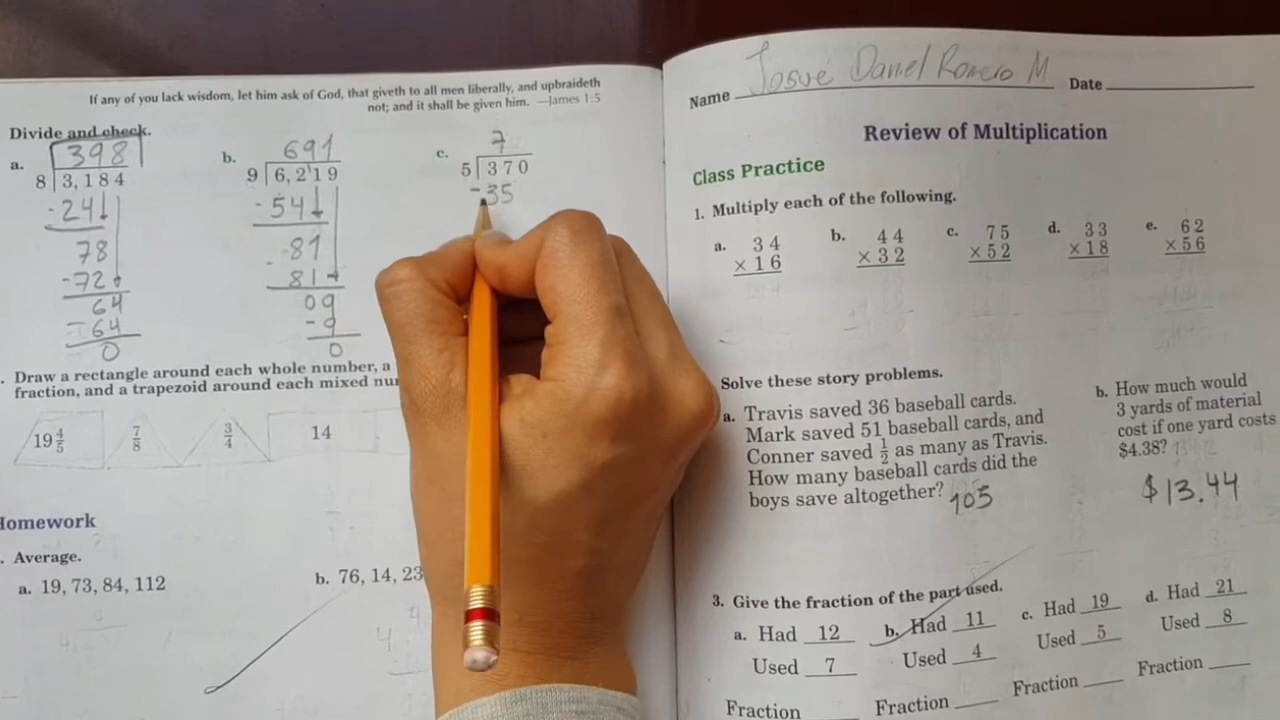 If any of you lack wisdom, let him ask of God, that giveth to all men liberally, and upbraideth
not; and it shall be given him. —James 1:5
Divide and check.
a. 398
8 3,184
-24
78
-72
64
-64
0
b. 691
9 6,219
-54
-81
81
09
-9
0
c. 7
5 370
-35
. Draw a rectangle around each whole number, a
fraction, and a trapezoid around each mixed
19 4/5 7/8 3/4 14
Homework
. Average.
a. 19, 73, 84, 112
b. 76, 14, 23
Name Josué Daniel Romero M Date
Review of Multiplication
Class Practice
1. Multiply each of the following.
a. 34
×16
b. 44
×32
c. 75
×52
d. 33
×18
e. 62
×56
Solve these story problems.
a. Travis saved 36 baseball cards.
Mark saved 51 baseball cards, and
Conner saved 1/2 as many as Travis.
How many baseball cards did the
boys save altogether? 105
b. How much would
3 yards of material
cost if one yard costs
$4.38?
$13.44
3. Give the fraction of the part used.
a. Had 12
Used 7
Fraction
b. Had 11
Used 4
Fraction
c. Had 19
Used 5
Fraction
d. Had 21
Used 8
Fraction